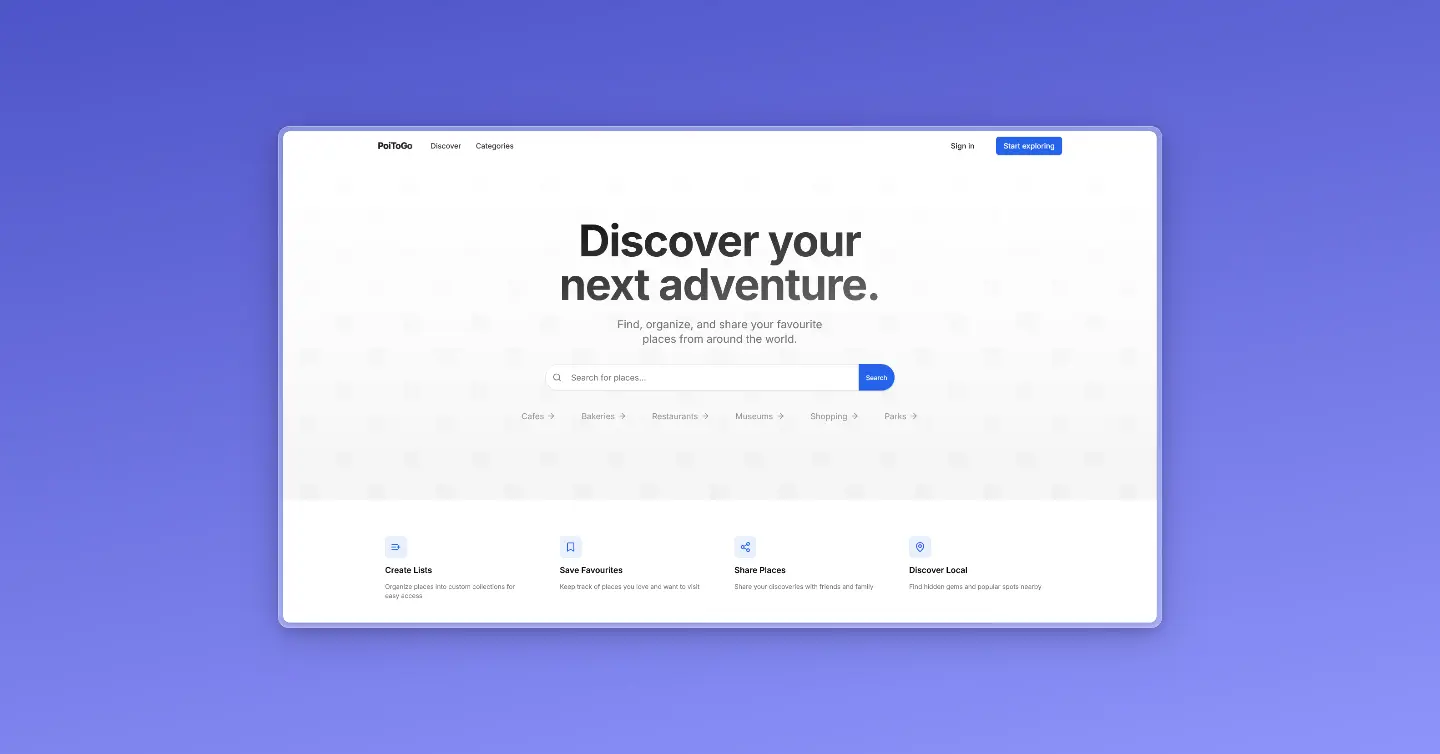 PoiToGo Discover Categories Sign in Start exploring
Discover your
next adventure.
Find, organize, and share your favourite
places from around the world.
Search for places... Search
Cafes Bakeries Restaurants Museums Shopping Parks
Create Lists
Organize places into custom collections for
easy access
Save Favourites
Keep track of places you love and want to visit
Share Places
Share your discoveries with friends and family
Discover Local
Find hidden gems and popular spots nearby